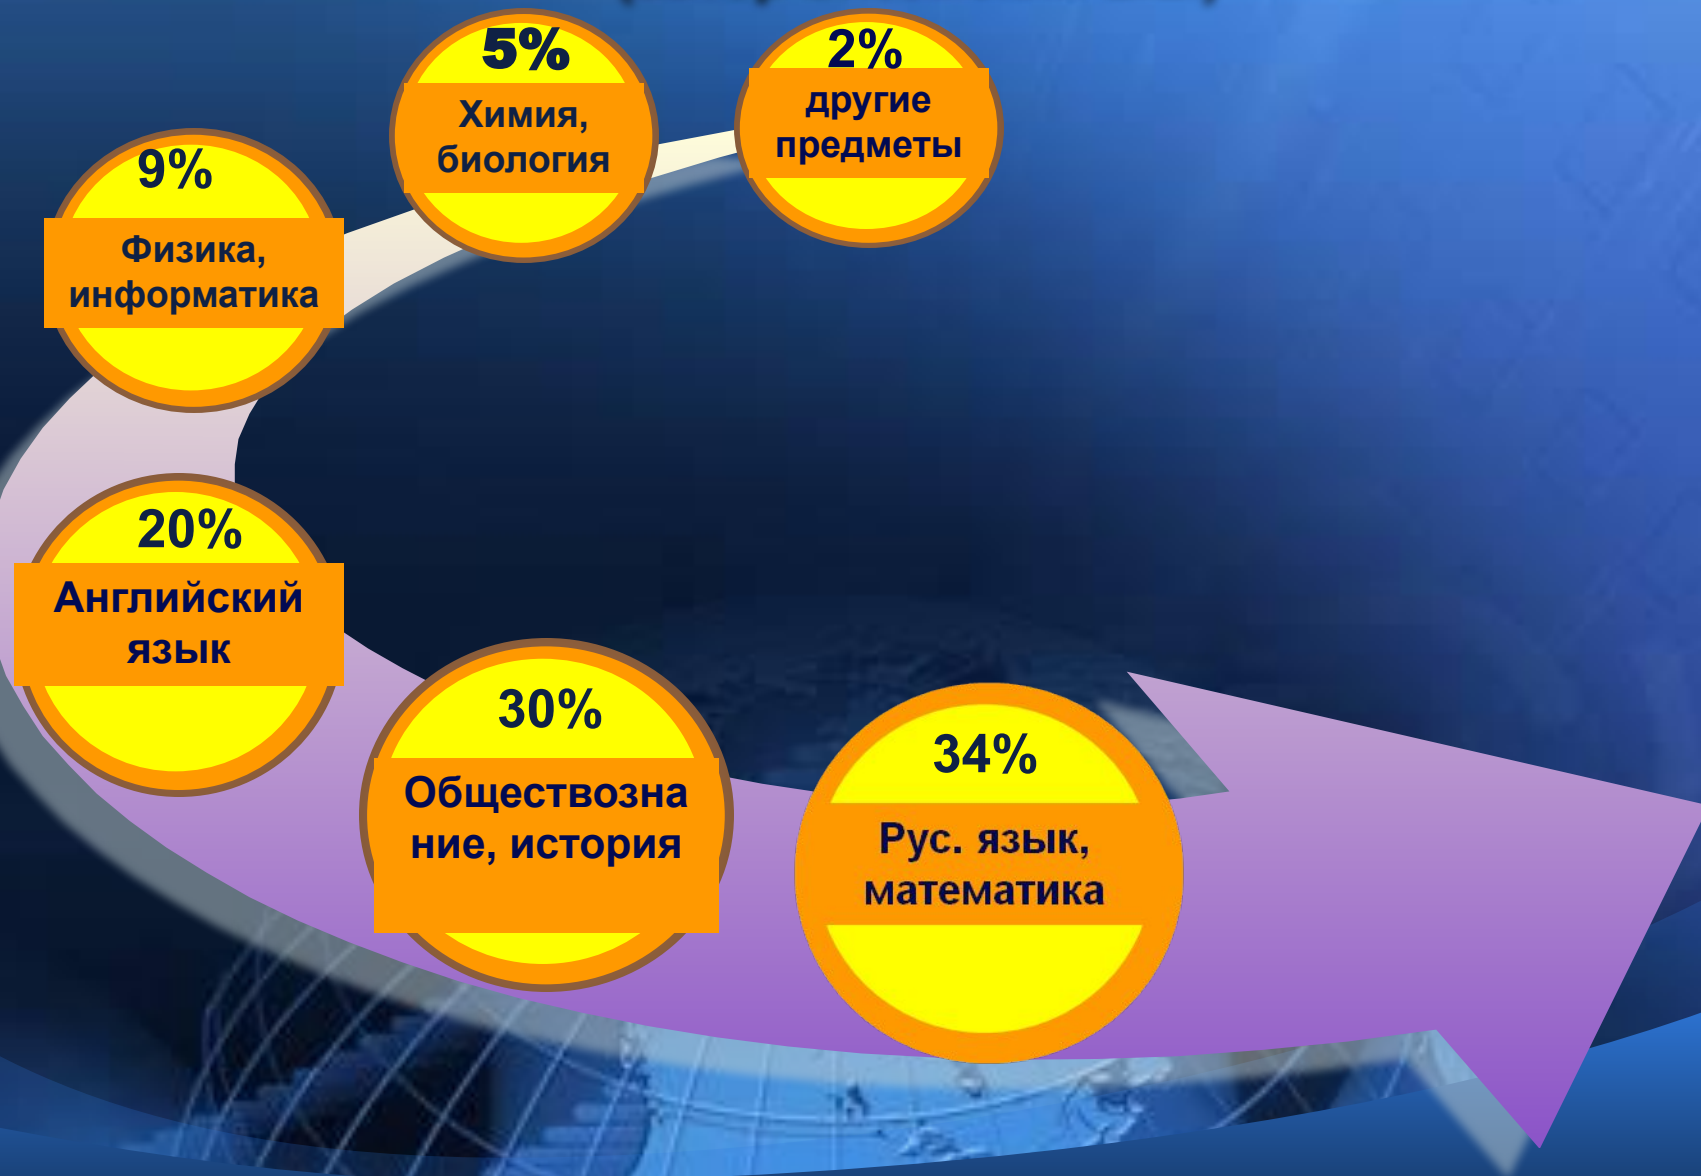 5%
Химия,
биология
2%
другие
предметы
9%
Физика,
информатика
20%
Английский
язык
30%
Обществозна
ние, история
34%
Рус. язык,
математика